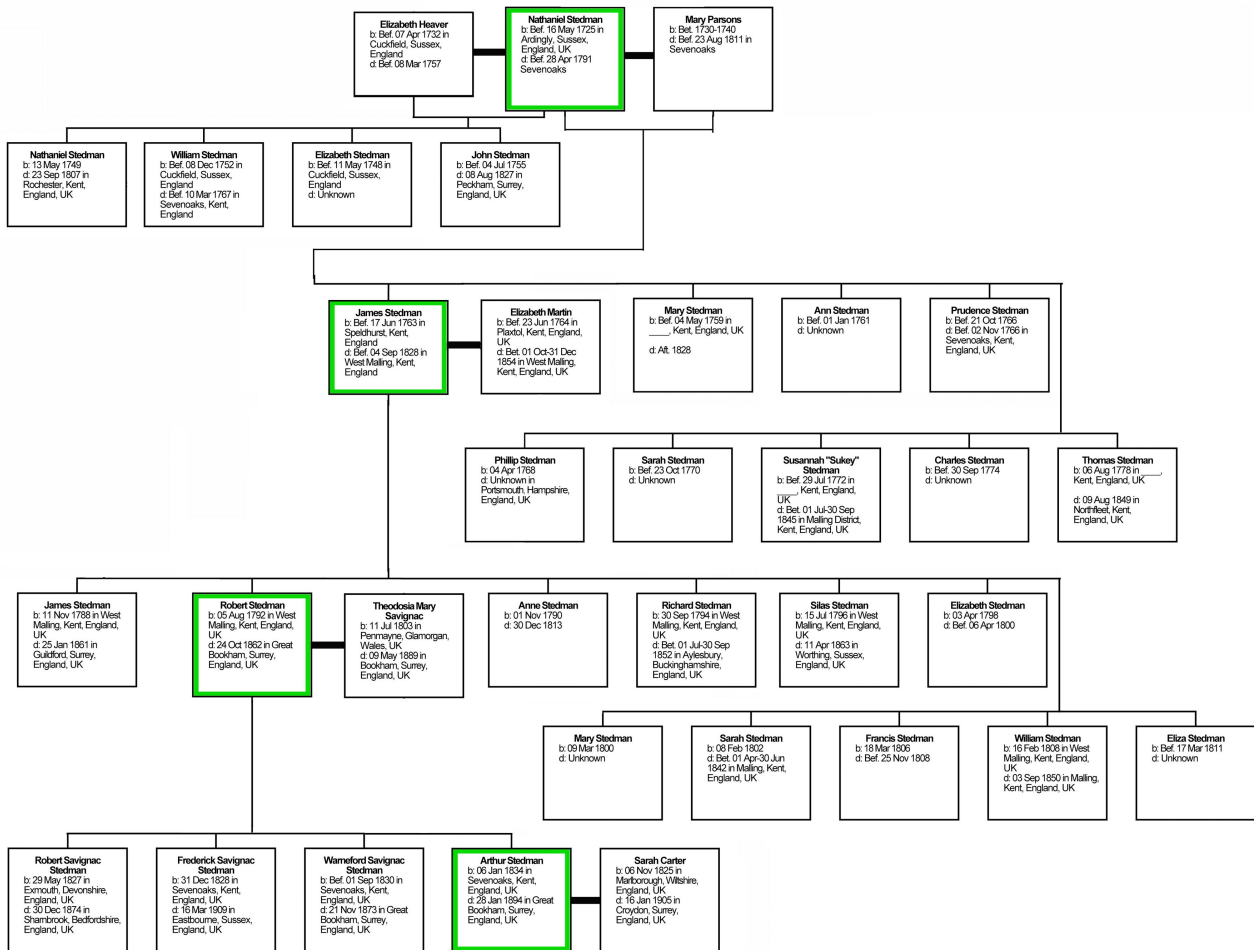 Elizabeth Heaver
b: Bef. 07 Apr 1732 in
Cuckfield, Sussex,
England
d: Bef. 08 Mar 1757
Nathaniel Stedman
b: Bef. 16 May 1725 in
Ardingly, Sussex,
England, UK
d: Bef. 28 Apr 1791
Sevenoaks
Mary Parsons
b: Bet. 1730-1740
d: Bef. 23 Aug 1811 in
Sevenoaks
Nathaniel Stedman
b: 13 May 1749
d: 23 Sep 1807 in
Rochester, Kent,
England, UK
William Stedman
b: Bef. 08 Dec 1752 in
Cuckfield, Sussex,
England
d: Bef. 10 Mar 1767 in
Sevenoaks, Kent,
England
Elizabeth Stedman
b: Bef. 11 May 1748 in
Cuckfield, Sussex,
England
d: Unknown
John Stedman
b: Bef. 04 Jul 1755
d: 08 Aug 1827 in
Peckham, Surrey,
England, UK
James Stedman
b: Bef. 17 Jun 1763 in
Speldhurst, Kent,
England
d: Bef. 04 Sep 1828 in
West Malling, Kent,
England
Elizabeth Martin
b: Bef. 23 Jun 1764 in
Plaxtol, Kent, England,
UK
d: Bet. 01 Oct-31 Dec
1854 in West Malling,
Kent, England, UK
Mary Stedman
b: Bef. 04 May 1759 in
____, Kent, England, UK
d: Aft. 1828
Ann Stedman
b: Bef. 01 Jan 1761
d: Unknown
Prudence Stedman
b: Bef. 21 Oct 1766
d: Bef. 02 Nov 1766 in
Sevenoaks, Kent,
England, UK
Phillip Stedman
b: 04 Apr 1768
d: Unknown in
Portsmouth, Hampshire,
England, UK
Sarah Stedman
b: Bef. 23 Oct 1770
d: Unknown
Susannah "Sukey"
Stedman
b: Bef. 29 Jul 1772 in
____, Kent, England,
UK
d: Bet. 01 Jul-30 Sep
1845 in Malling District,
Kent, England, UK
Charles Stedman
b: Bef. 30 Sep 1774
d: Unknown
Thomas Stedman
b: 06 Aug 1778 in ____,
Kent, England, UK
d: 09 Aug 1849 in
Northfleet, Kent,
England, UK
James Stedman
b: 11 Nov 1788 in West
Malling, Kent, England,
UK
d: 25 Jan 1861 in
Guildford, Surrey,
England, UK
Robert Stedman
b: 05 Aug 1792 in West
Malling, Kent, England,
UK
d: 24 Oct 1862 in Great
Bookham, Surrey,
England, UK
Theodosia Mary
Savignac
b: 11 Jul 1803 in
Penmayne, Glamorgan,
Wales, UK
d: 09 May 1889 in
Bookham, Surrey,
England, UK
Anne Stedman
b: 01 Nov 1790
d: 30 Dec 1813
Richard Stedman
b: 30 Sep 1794 in West
Malling, Kent, England,
UK
d: Bet. 01 Jul-30 Sep
1852 in Aylesbury,
Buckinghamshire,
England, UK
Silas Stedman
b: 15 Jul 1796 in West
Malling, Kent, England,
UK
d: 11 Apr 1863 in
Worthing, Sussex,
England, UK
Elizabeth Stedman
b: 03 Apr 1798
d: Bef. 06 Apr 1800
Mary Stedman
b: 09 Mar 1800
d: Unknown
Sarah Stedman
b: 08 Feb 1802
d: Bet. 01 Apr-30 Jun
1842 in Malling, Kent,
England, UK
Francis Stedman
b: 18 Mar 1806
d: Bef. 25 Nov 1808
William Stedman
b: 16 Feb 1808 in West
Malling, Kent, England,
UK
d: 03 Sep 1850 in Malling,
Kent, England, UK
Eliza Stedman
b: Bef. 17 Mar 1811
d: Unknown
Robert Savignac
Stedman
b: 29 May 1827 in
Exmouth, Devonshire,
England, UK
d: 30 Dec 1874 in
Sharnbrook, Bedfordshire,
England, UK
Frederick Savignac
Stedman
b: 31 Dec 1828 in
Sevenoaks, Kent,
England, UK
d: 16 Mar 1909 in
Eastbourne, Sussex,
England, UK
Warneford Savignac
Stedman
b: Bef. 01 Sep 1830 in
Sevenoaks, Kent,
England, UK
d: 21 Nov 1873 in Great
Bookham, Surrey,
England, UK
Arthur Stedman
b: 06 Jan 1834 in
Sevenoaks, Kent,
England, UK
d: 28 Jan 1894 in Great
Bookham, Surrey,
England, UK
Sarah Carter
b: 06 Nov 1825 in
Marlborough, Wiltshire,
England, UK
d: 16 Jan 1905 in
Croydon, Surrey,
England, UK